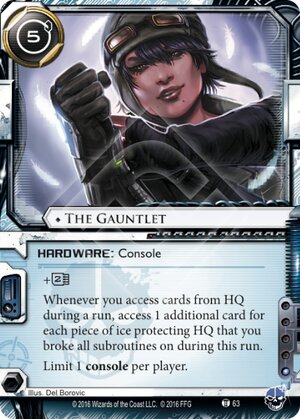 5
THE GAUNTLET
HARDWARE: Console
+2
Whenever you access cards from HQ
during a run, access 1 additional card for
each piece of ice protecting HQ that you
broke all subroutines on during this run.
Limit 1 console per player.
Illus. Del Borovic
© 2016 Wizards of the Coast LLC. © 2016 FFG
63